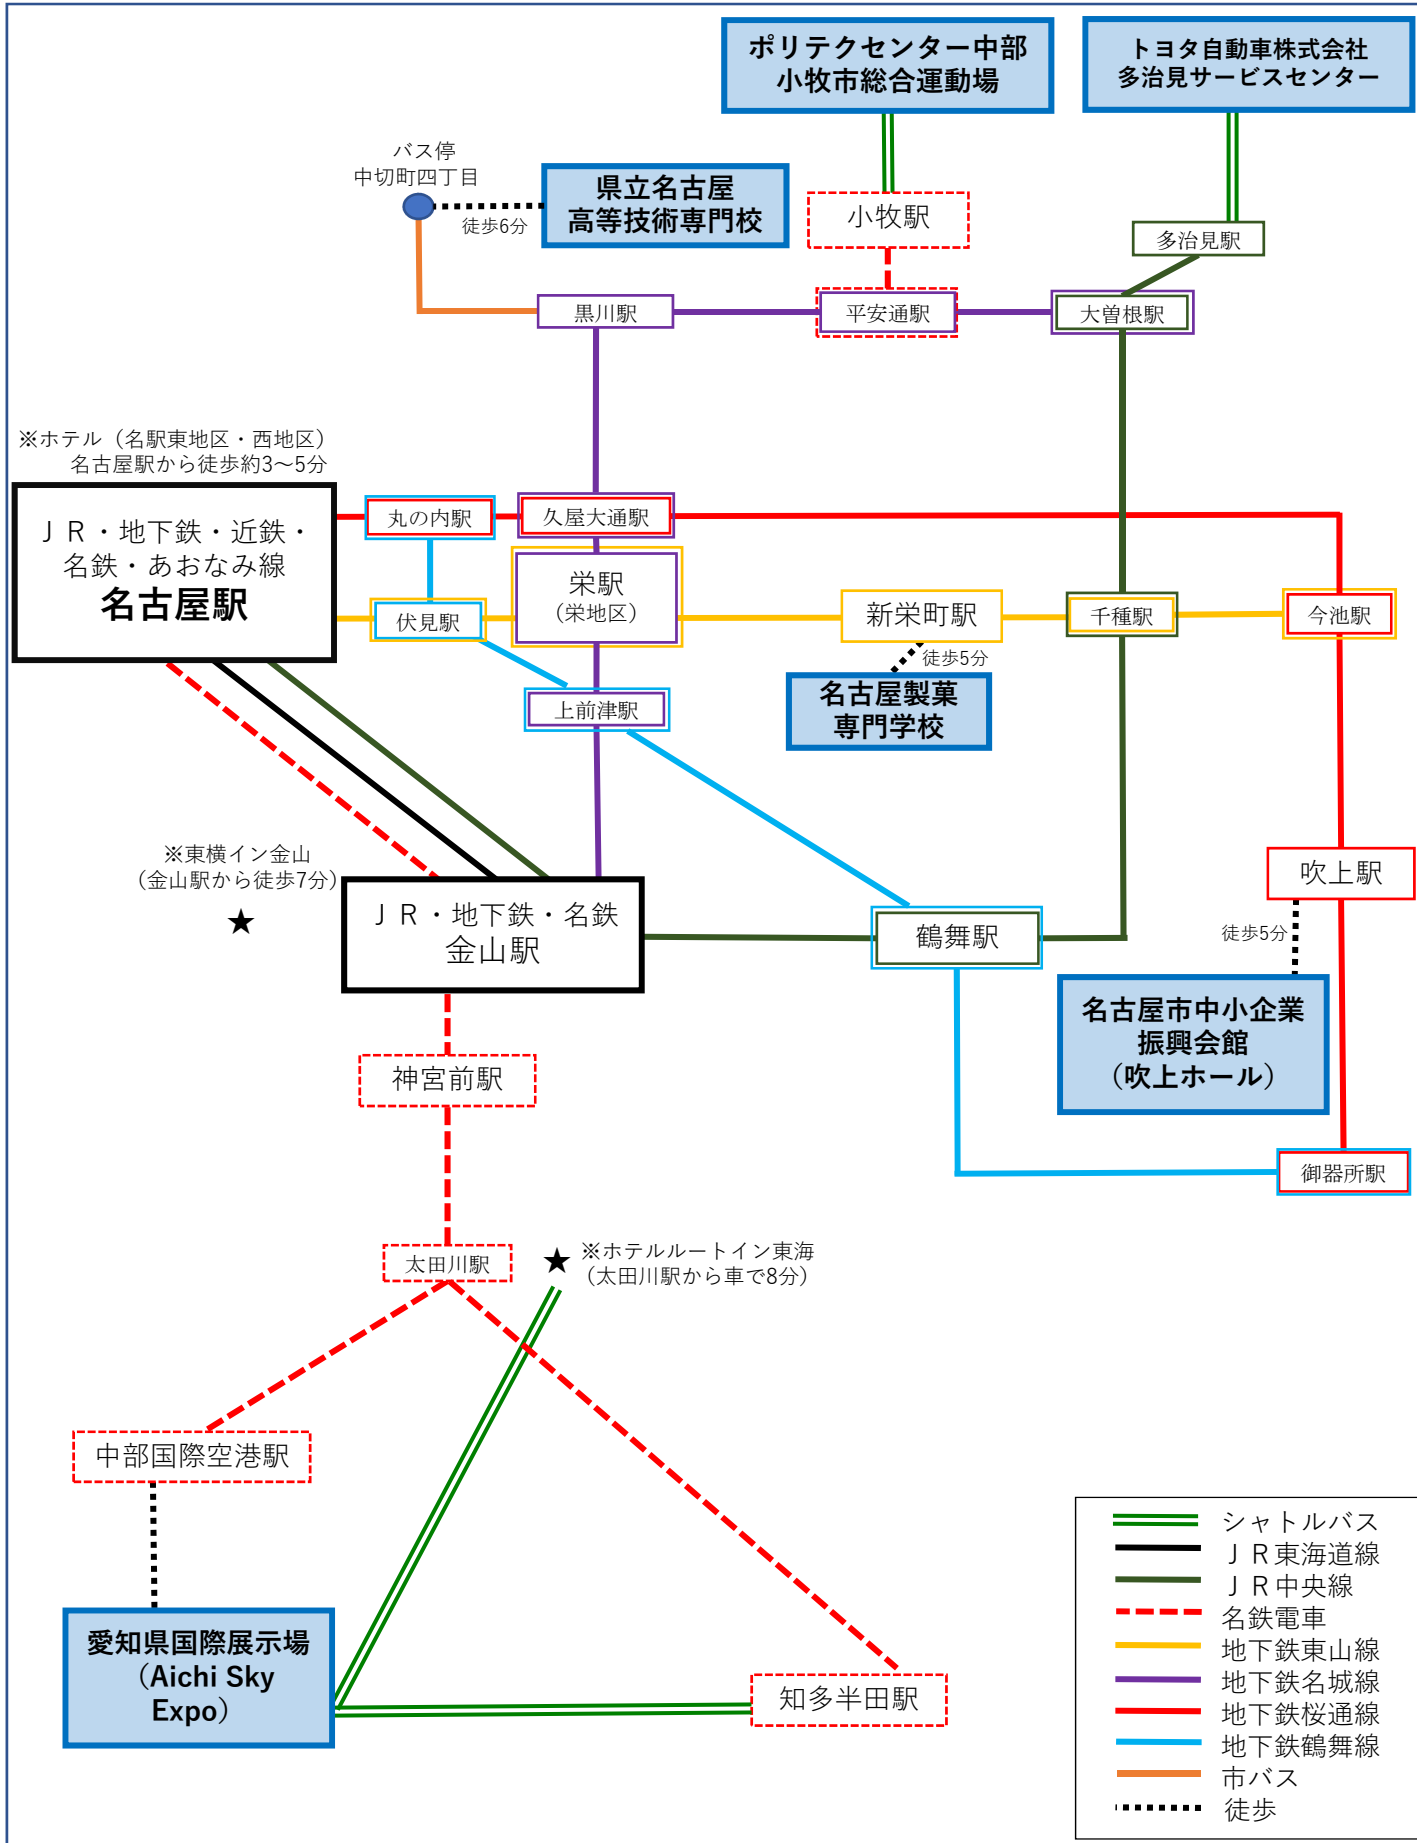 ポリテクセンター中部
小牧市総合運動場
トヨタ自動車株式会社
多治見サービスセンター
バス停
中切町四丁目
徒歩6分
県立名古屋
高等技術専門校
小牧駅
多治見駅
黒川駅
平安通駅
大曽根駅
※ホテル（名駅東地区・西地区）
名古屋駅から徒歩約3～5分
ＪＲ・地下鉄・近鉄・
名鉄・あおなみ線
名古屋駅
丸の内駅
久屋大通駅
栄駅
（栄地区）
伏見駅
新栄町駅
千種駅
今池駅
徒歩5分
名古屋製菓
専門学校
上前津駅
※東横イン金山
（金山駅から徒歩7分）
★
ＪＲ・地下鉄・名鉄
金山駅
鶴舞駅
吹上駅
徒歩5分
名古屋市中小企業
振興会館
（吹上ホール）
神宮前駅
御器所駅
太田川駅
★
※ホテルルートイン東海
（太田川駅から車で8分）
中部国際空港駅
愛知県国際展示場
（Aichi Sky
Expo）
知多半田駅
シャトルバス
ＪＲ東海道線
ＪＲ中央線
名鉄電車
地下鉄東山線
地下鉄名城線
地下鉄桜通線
地下鉄鶴舞線
市バス
徒歩